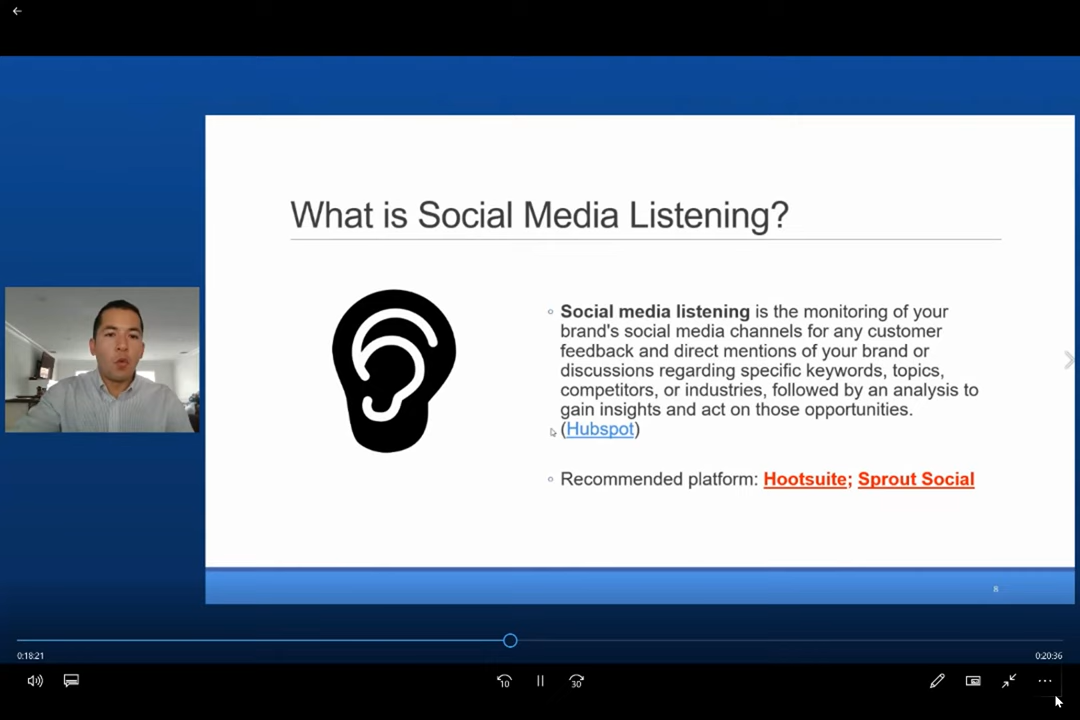 What is Social Media Listening?
Social media listening is the monitoring of your
brand's social media channels for any customer
feedback and direct mentions of your brand or
discussions regarding specific keywords, topics,
competitors, or industries, followed by an analysis to
gain insights and act on those opportunities.
(Hubspot)
Recommended platform: Hootsuite; Sprout Social
8
0:18:21
0:20:36
10
30